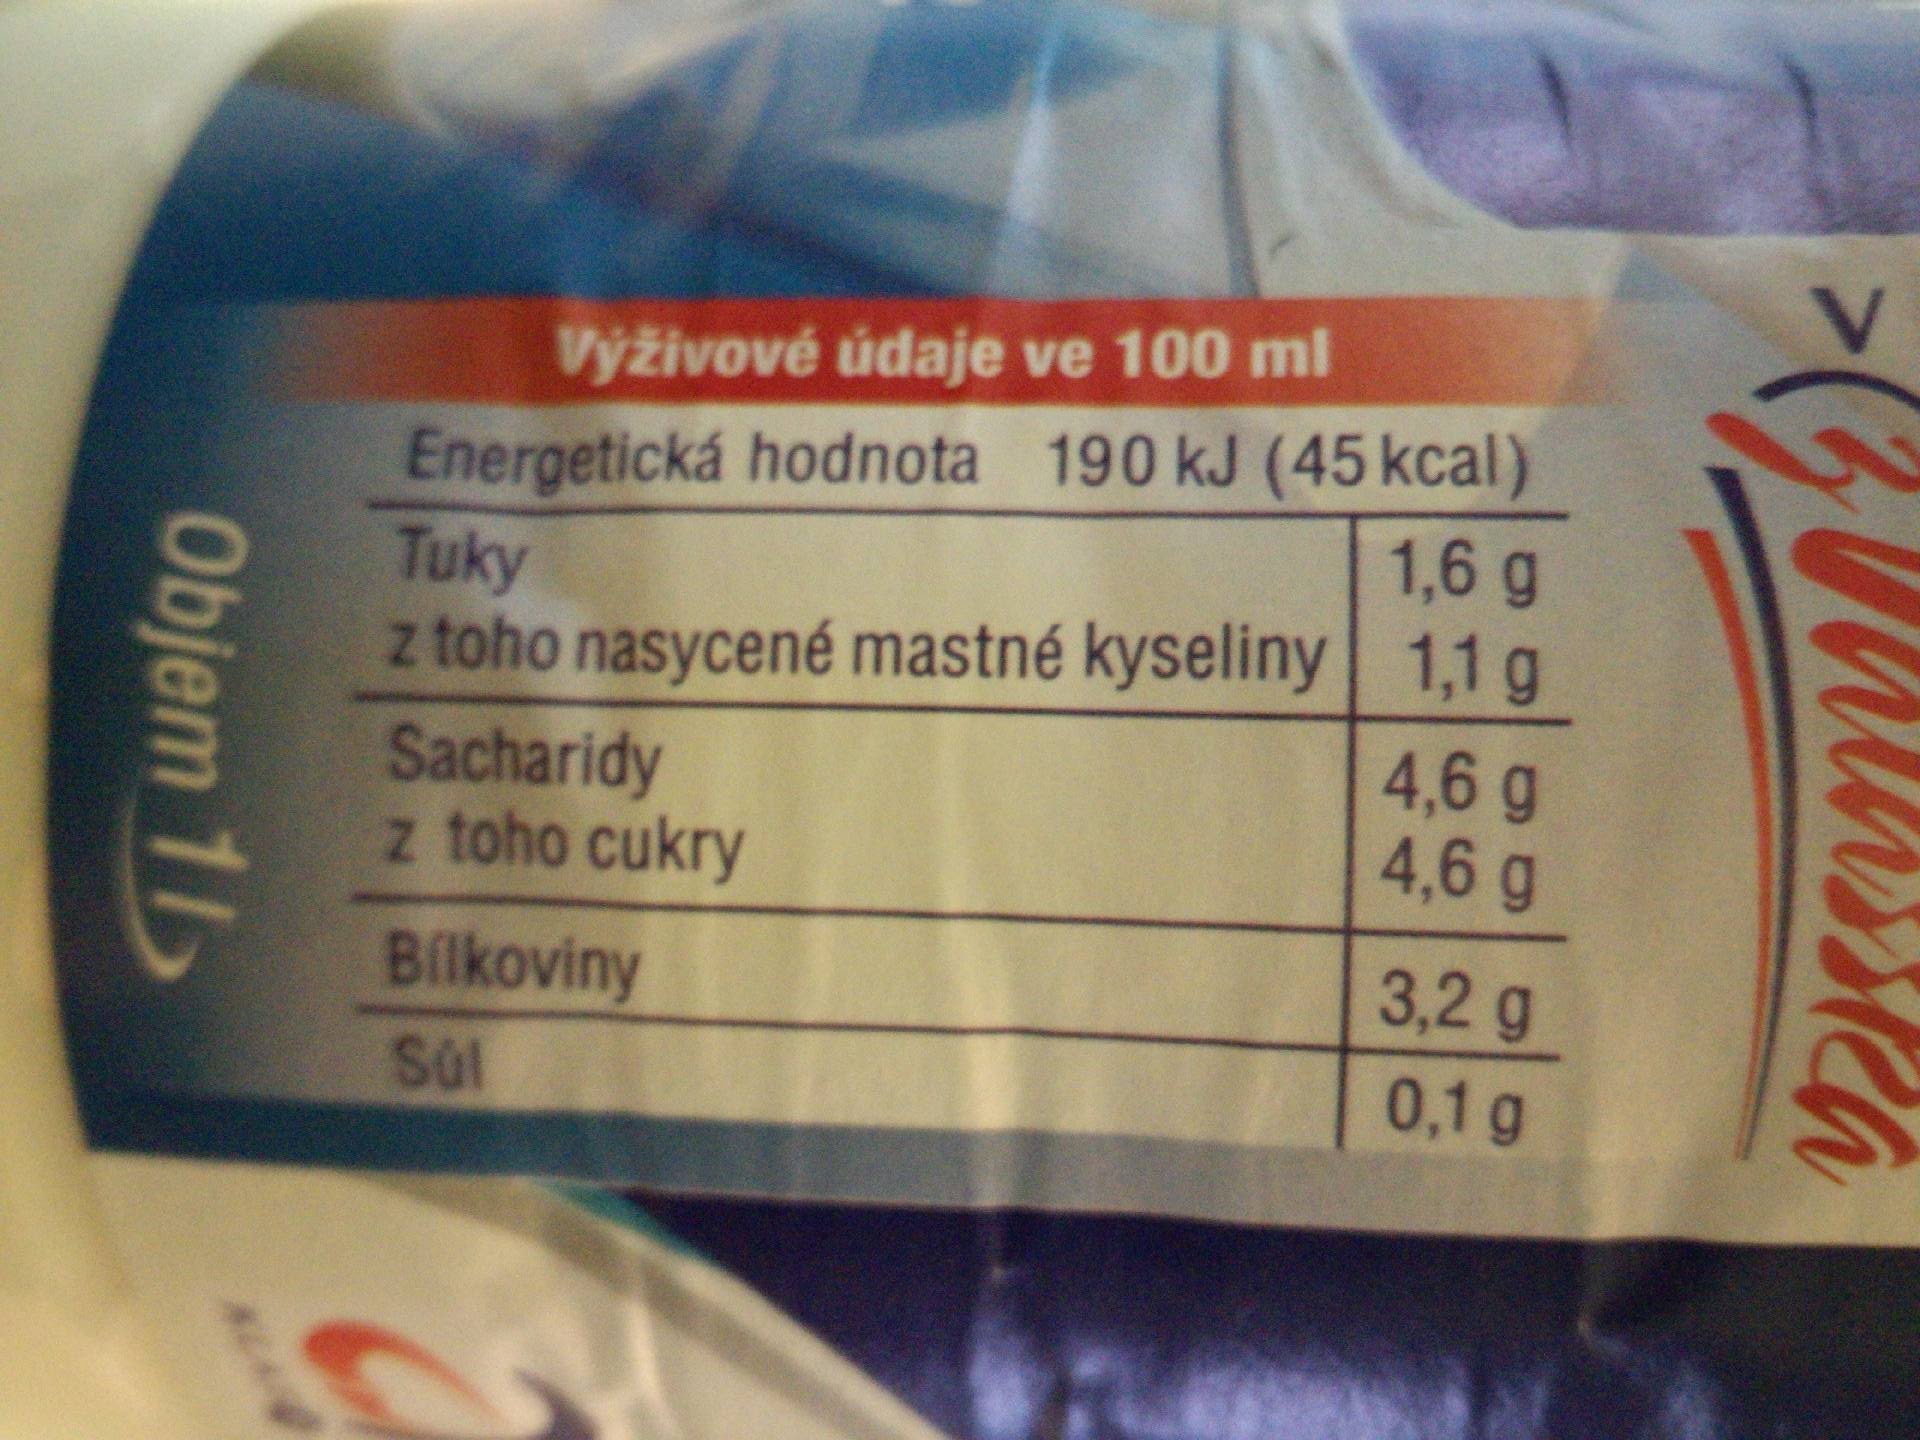 Výživové údaje ve 100 ml
Energetická hodnota 190 kJ (45 kcal)
Tuky 1,6 g
z toho nasycené mastné kyseliny 1,1 g
Sacharidy 4,6 g
z toho cukry 4,6 g
Bílkoviny 3,2 g
Sůl 0,1 g
Objem 1 l
V
z Valašska